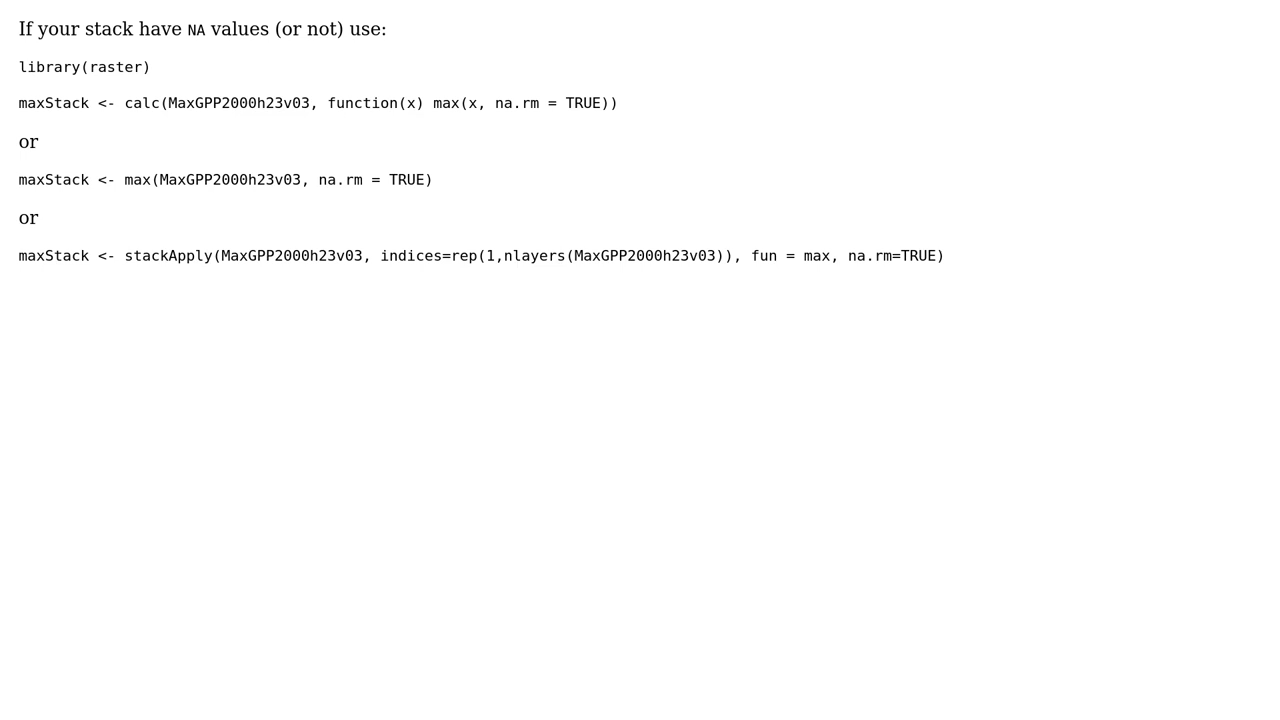 If your stack have NA values (or not) use:
library(raster)
maxStack <- calc(MaxGPP2000h23v03, function(x) max(x, na.rm = TRUE))
or
maxStack <- max(MaxGPP2000h23v03, na.rm = TRUE)
or
maxStack <- stackApply(MaxGPP2000h23v03, indices=rep(1,nlayers(MaxGPP2000h23v03)), fun = max, na.rm=TRUE)